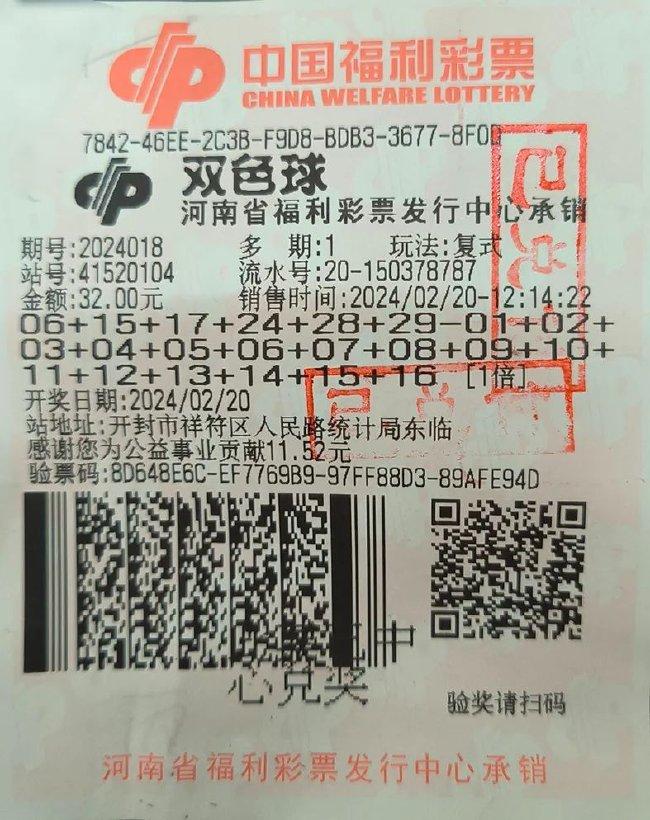 中国福利彩票
CHINA WELFARE LOTTERY
7842-46EE-2C3B-F9D8-BDB3-3677-8F0D
双色球
河南省福利彩票发行中心承销
期号:2024018 多 期:1 玩法:复式
站号:41520104 流水号:20-150378787
金额:32.00元 销售时间:2024/02/20-12:14:22
06+15+17+24+28+29-01+02+
03+04+05+06+07+08+09+10+
11+12+13+14+15+16 [1倍]
开奖日期:2024/02/20
站地址:开封市祥符区人民路统计局东临
感谢您为公益事业贡献11.52元
验票码:8D648E6C-EF7769B9-97FF88D3-89AFE94D
已兑
已兑
中
心兑奖
验奖请扫码
河南省福利彩票发行中心承销